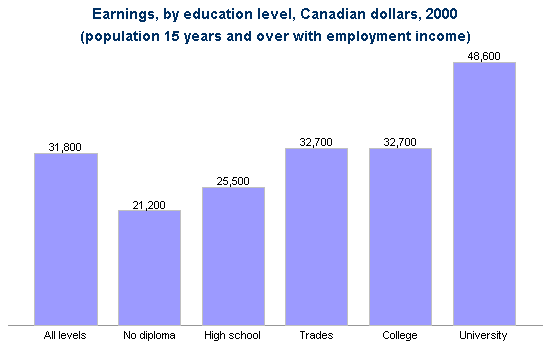 Earnings, by education level, Canadian dollars, 2000
(population 15 years and over with employment income)
48,600
31,800
21,200
25,500
32,700
32,700
All levels
No diploma
High school
Trades
College
University